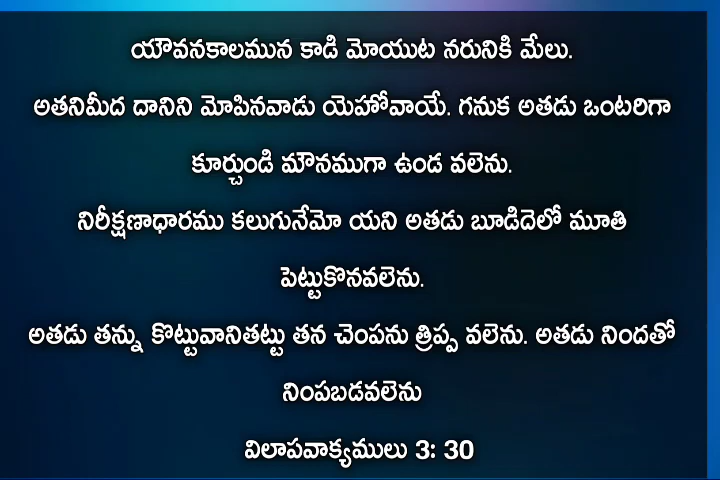 యౌవనకాలమున కాడి మోయుట నరునికి మేలు.
అతనిమీద దానిని మోపినవాడు యెహోవాయే. గనుక అతడు ఒంటరిగా
కూర్చుండి మౌనముగా ఉండ వలెను.
నిరీక్షణాధారము కలుగునేమో యని అతడు బూడిదెలో మూతి
పెట్టుకొనవలెను.
అతడు తన్ను కొట్టువానితట్టు తన చెంపను త్రిప్ప వలెను. అతడు నిందతో
నింపబడవలెను
విలాపవాక్యములు 3: 30